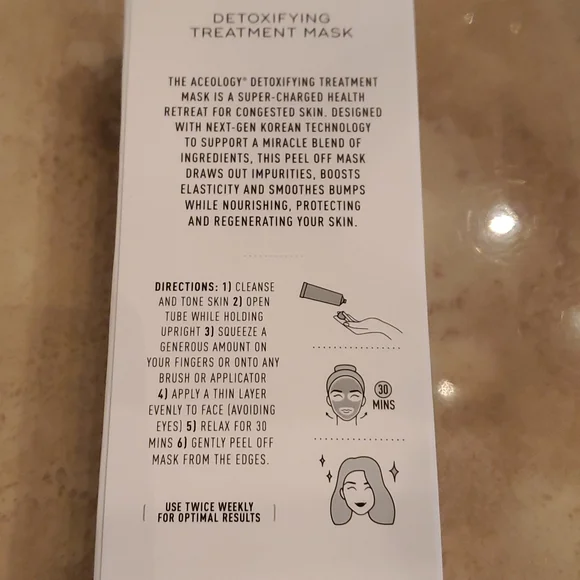 DETOXIFYING
TREATMENT MASK
THE ACEOLOGY® DETOXIFYING TREATMENT
MASK IS A SUPER-CHARGED HEALTH
RETREAT FOR CONGESTED SKIN. DESIGNED
WITH NEXT-GEN KOREAN TECHNOLOGY
TO SUPPORT A MIRACLE BLEND OF
INGREDIENTS, THIS PEEL OFF MASK
DRAWS OUT IMPURITIES, BOOSTS
ELASTICITY AND SMOOTHES BUMPS
WHILE NOURISHING, PROTECTING
AND REGENERATING YOUR SKIN.
DIRECTIONS: 1) CLEANSE
AND TONE SKIN 2) OPEN
TUBE WHILE HOLDING
UPRIGHT 3) SQUEEZE A
GENEROUS AMOUNT ON
YOUR FINGERS OR ONTO ANY
BRUSH OR APPLICATOR
4) APPLY A THIN LAYER
EVENLY TO FACE (AVOIDING
EYES) 5) RELAX FOR 30
MINS 6) GENTLY PEEL OFF
MASK FROM THE EDGES.
30
MINS
USE TWICE WEEKLY
FOR OPTIMAL RESULTS